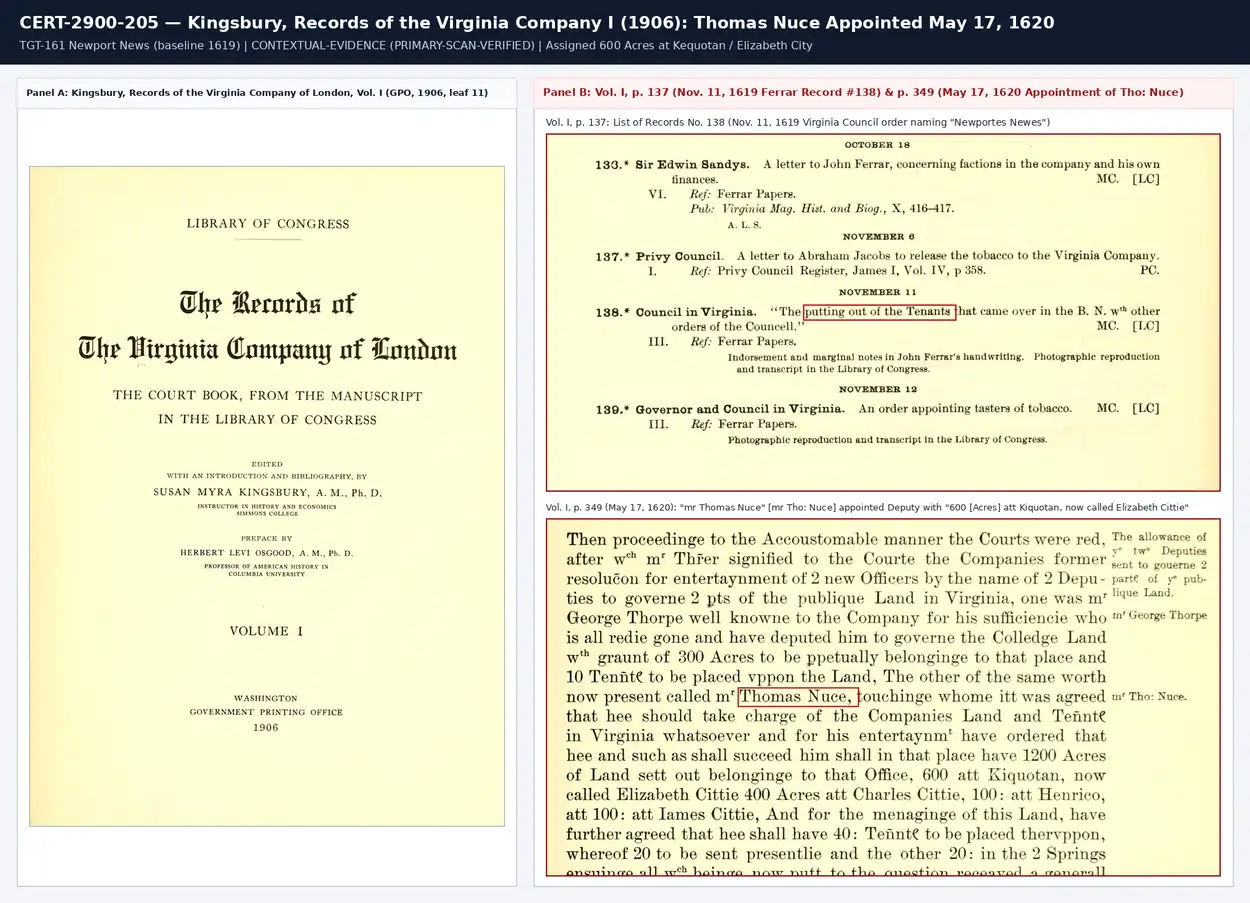 CERT-2900-205 — Kingsbury, Records of the Virginia Company I (1906): Thomas Nuce Appointed May 17, 1620
TGT-161 Newport News (baseline 1619) | CONTEXTUAL-EVIDENCE (PRIMARY-SCAN-VERIFIED) | Assigned 600 Acres at Kequotan / Elizabeth City
Panel A: Kingsbury, Records of the Virginia Company of London, Vol. I (GPO, 1906, leaf 11)
LIBRARY OF CONGRESS
The Records of
The Virginia Company of London
THE COURT BOOK, FROM THE MANUSCRIPT
IN THE LIBRARY OF CONGRESS
EDITED
WITH AN INTRODUCTION AND BIBLIOGRAPHY, BY
SUSAN MYRA KINGSBURY, A. M., Ph. D.
INSTRUCTOR IN HISTORY AND ECONOMICS
SIMMONS COLLEGE
PREFACE BY
HERBERT LEVI OSGOOD, A. M., Ph. D.
PROFESSOR OF AMERICAN HISTORY IN
COLUMBIA UNIVERSITY
VOLUME I
WASHINGTON
GOVERNMENT PRINTING OFFICE
1906
Panel B: Vol. I, p. 137 (Nov. 11, 1619 Ferrar Record #138) & p. 349 (May 17, 1620 Appointment of Tho: Nuce)
Vol. I, p. 137: List of Records No. 138 (Nov. 11, 1619 Virginia Council order naming "Newportes Newes")
OCTOBER 18
133.* Sir Edwin Sandys. A letter to John Ferrar, concerning factions in the company and his own
finances. MC. [LC]
VI. Ref: Ferrar Papers.
Pub: Virginia Mag. Hist. and Biog., X, 416–417.
A. L. S.
NOVEMBER 6
137.* Privy Council. A letter to Abraham Jacobs to release the tobacco to the Virginia Company.
I. Ref: Privy Council Register, James I, Vol. IV, p 358. PC.
NOVEMBER 11
138.* Council in Virginia. “The putting out of the Tenants that came over in the B. N. wᵗʰ other
orders of the Councell.” MC. [LC]
III. Ref: Ferrar Papers.
Indorsement and marginal notes in John Ferrar's handwriting. Photographic reproduction
and transcript in the Library of Congress.
NOVEMBER 12
139.* Governor and Council in Virginia. An order appointing tasters of tobacco. MC. [LC]
III. Ref: Ferrar Papers.
Photographic reproduction and transcript in the Library of Congress.
Vol. I, p. 349 (May 17, 1620): "mr Thomas Nuce" [mr Tho: Nuce] appointed Deputy with "600 [Acres] att Kiquotan, now called Elizabeth Cittie"
Then proceedinge to the Accoustomable manner the Courts were red,
after wᶜʰ mʳ Thr̃er signified to the Courte the Companies former
resoluc̃on for entertaynment of 2 new Officers by the name of 2 Depu-
ties to governe 2 pts of the publique Land in Virginia, one was mʳ
George Thorpe well knowne to the Company for his sufficiencie who
is all redie gone and have deputed him to governe the Colledge Land
wᵗʰ graunt of 300 Acres to be ppetually belonginge to that place and
10 Teñnte to be placed vppon the Land, The other of the same worth
now present called mʳ Thomas Nuce, touchinge whome itt was agreed
that hee should take charge of the Companies Land and Teñnte
in Virginia whatsoever and for his entertaynmᵗ have ordered that
hee and such as shall succeed him shall in that place have 1200 Acres
of Land sett out belonginge to that Office, 600 att Kiquotan, now
called Elizabeth Cittie 400 Acres att Charles Cittie, 100: att Henrico,
att 100: att Iames Cittie, And for the menaginge of this Land, have
further agreed that hee shall have 40: Teñnte to be placed thervppon,
whereof 20 to be sent presentlie and the other 20: in the 2 Springs
ensuinge all wᶜʰ beinge now putt to the question receaved a generall
The allowance of
yᵉ twᵒ Deputies
sent to gouerne 2
parte of yᵉ pub-
lique Land.
mʳ George Thorpe
mʳ Tho: Nuce.